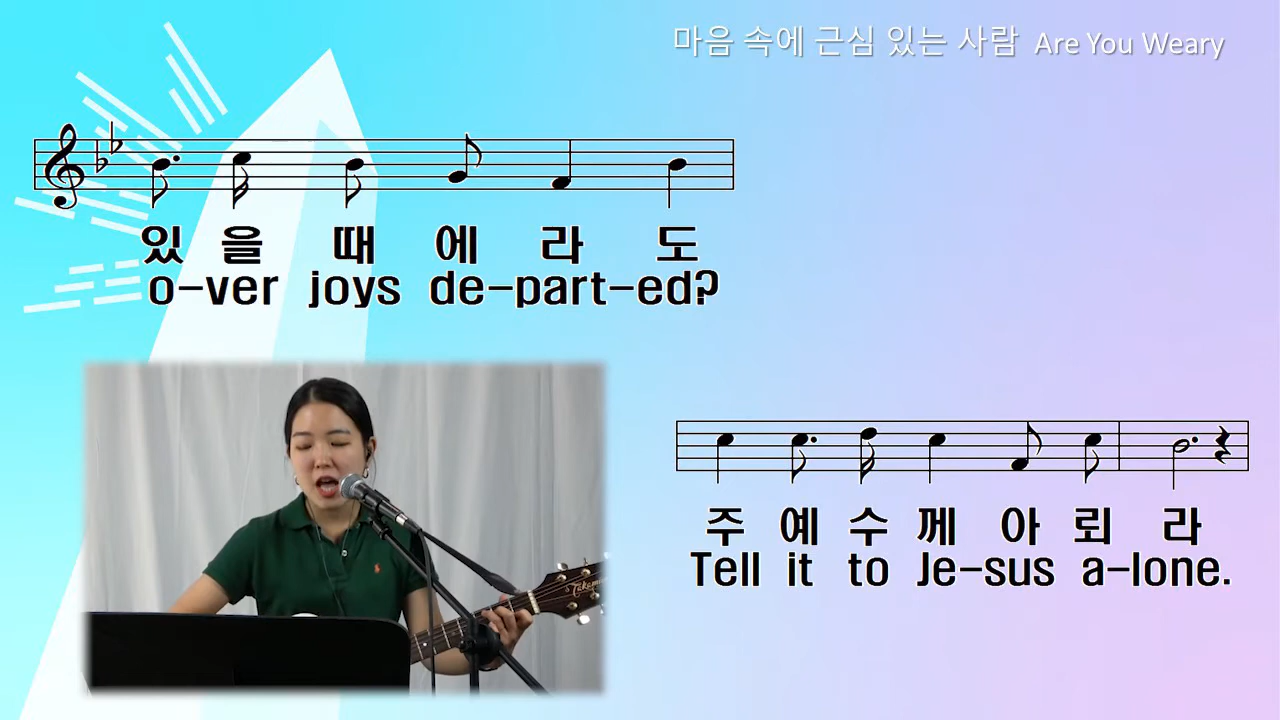 마음 속에 근심 있는 사람 Are You Weary
있 을 때 에 라 도
o-ver joys de-part-ed?
주 예 수 께 아 뢰 라
Tell it to Je-sus a-lone.